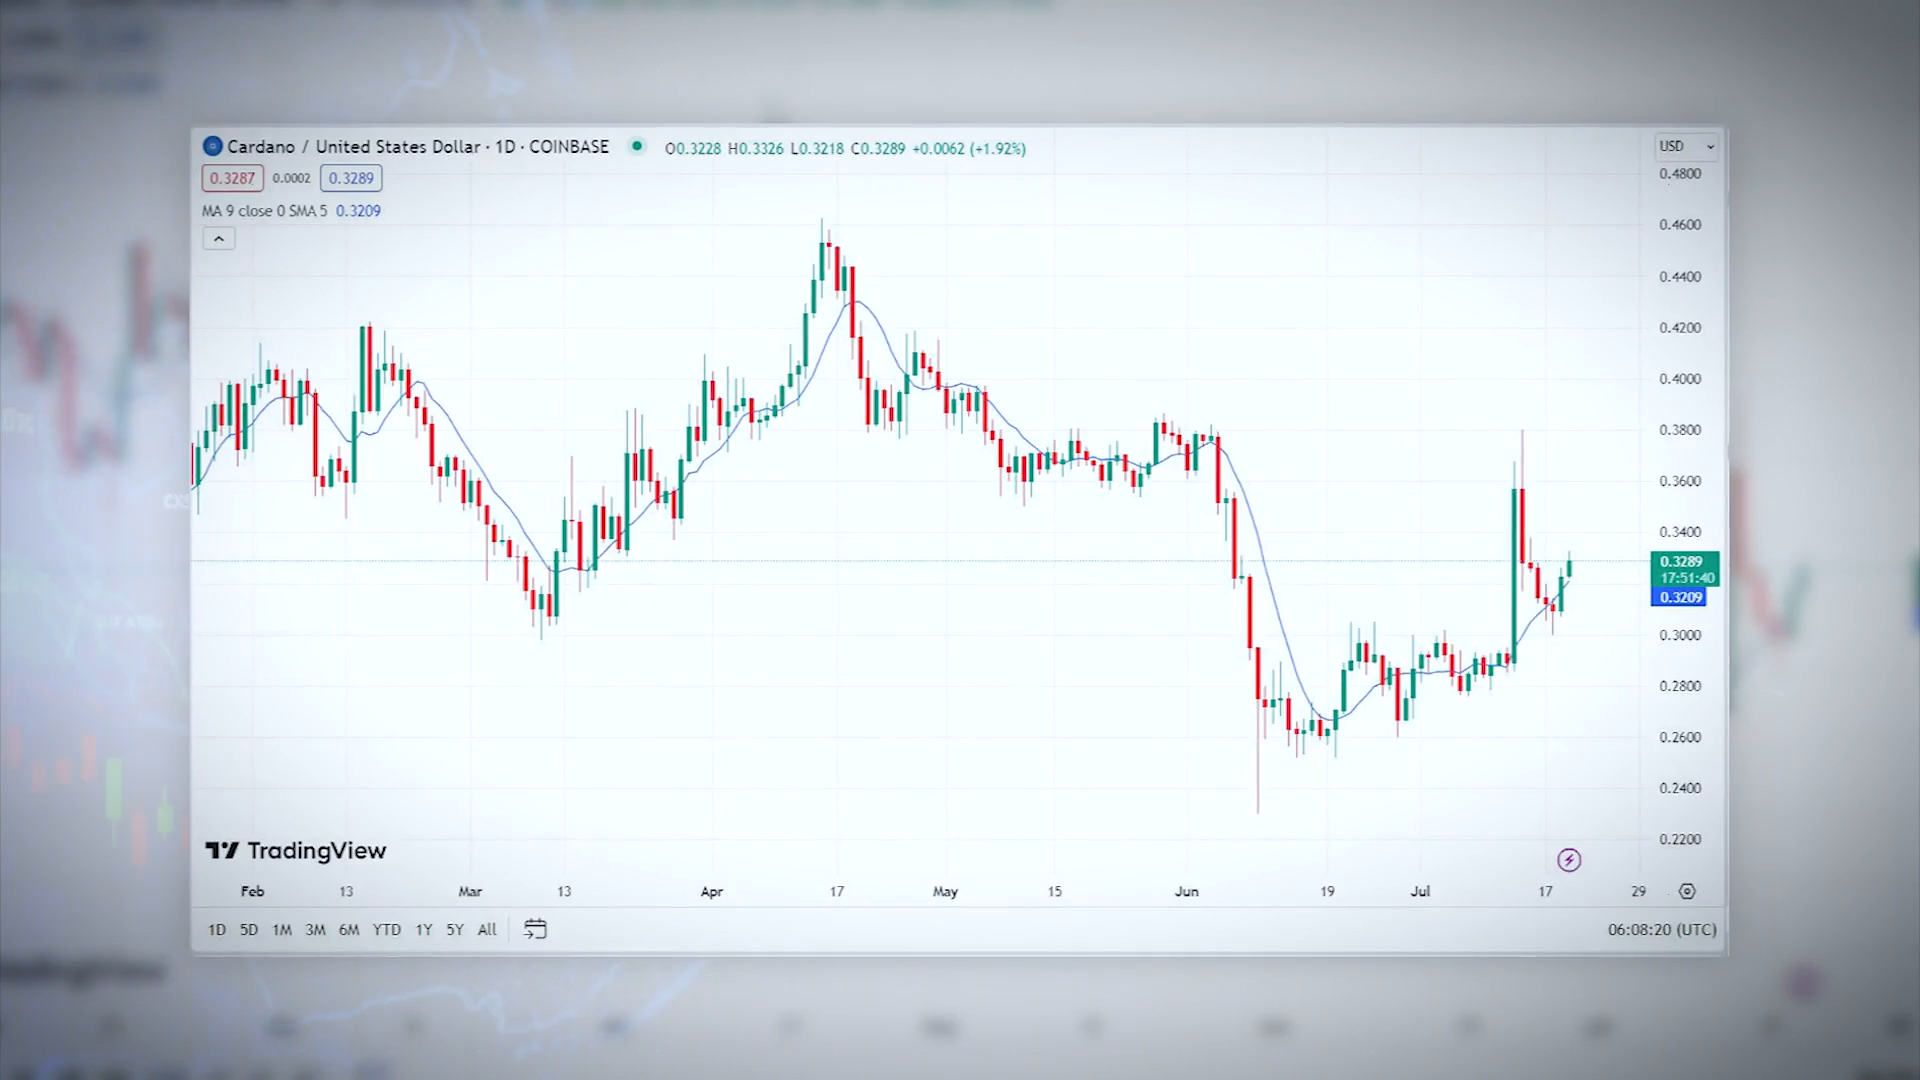 Cardano / United States Dollar · 1D · COINBASE O0.3228 H0.3326 L0.3218 C0.3289 +0.0062 (+1.92%) USD
0.3287 0.0002 0.3289
MA 9 close 0 SMA 5 0.3209
0.4800
0.4600
0.4400
0.4200
0.4000
0.3800
0.3600
0.3400
0.3289
17:51:40
0.3209
0.3000
0.2800
0.2600
0.2400
0.2200
TradingView
Feb 13 Mar 13 Apr 17 May 15 Jun 19 Jul 17 29
1D 5D 1M 3M 6M YTD 1Y 5Y All 06:08:20 (UTC)